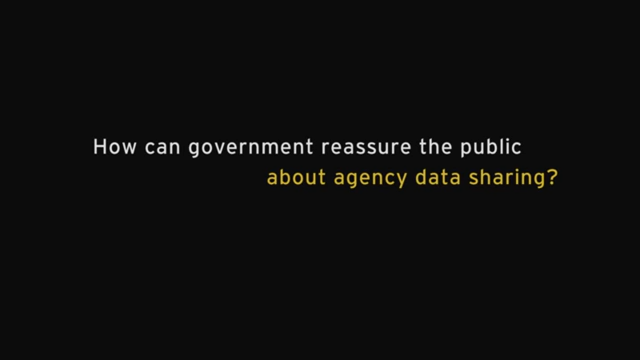 How can government reassure the public
about agency data sharing?